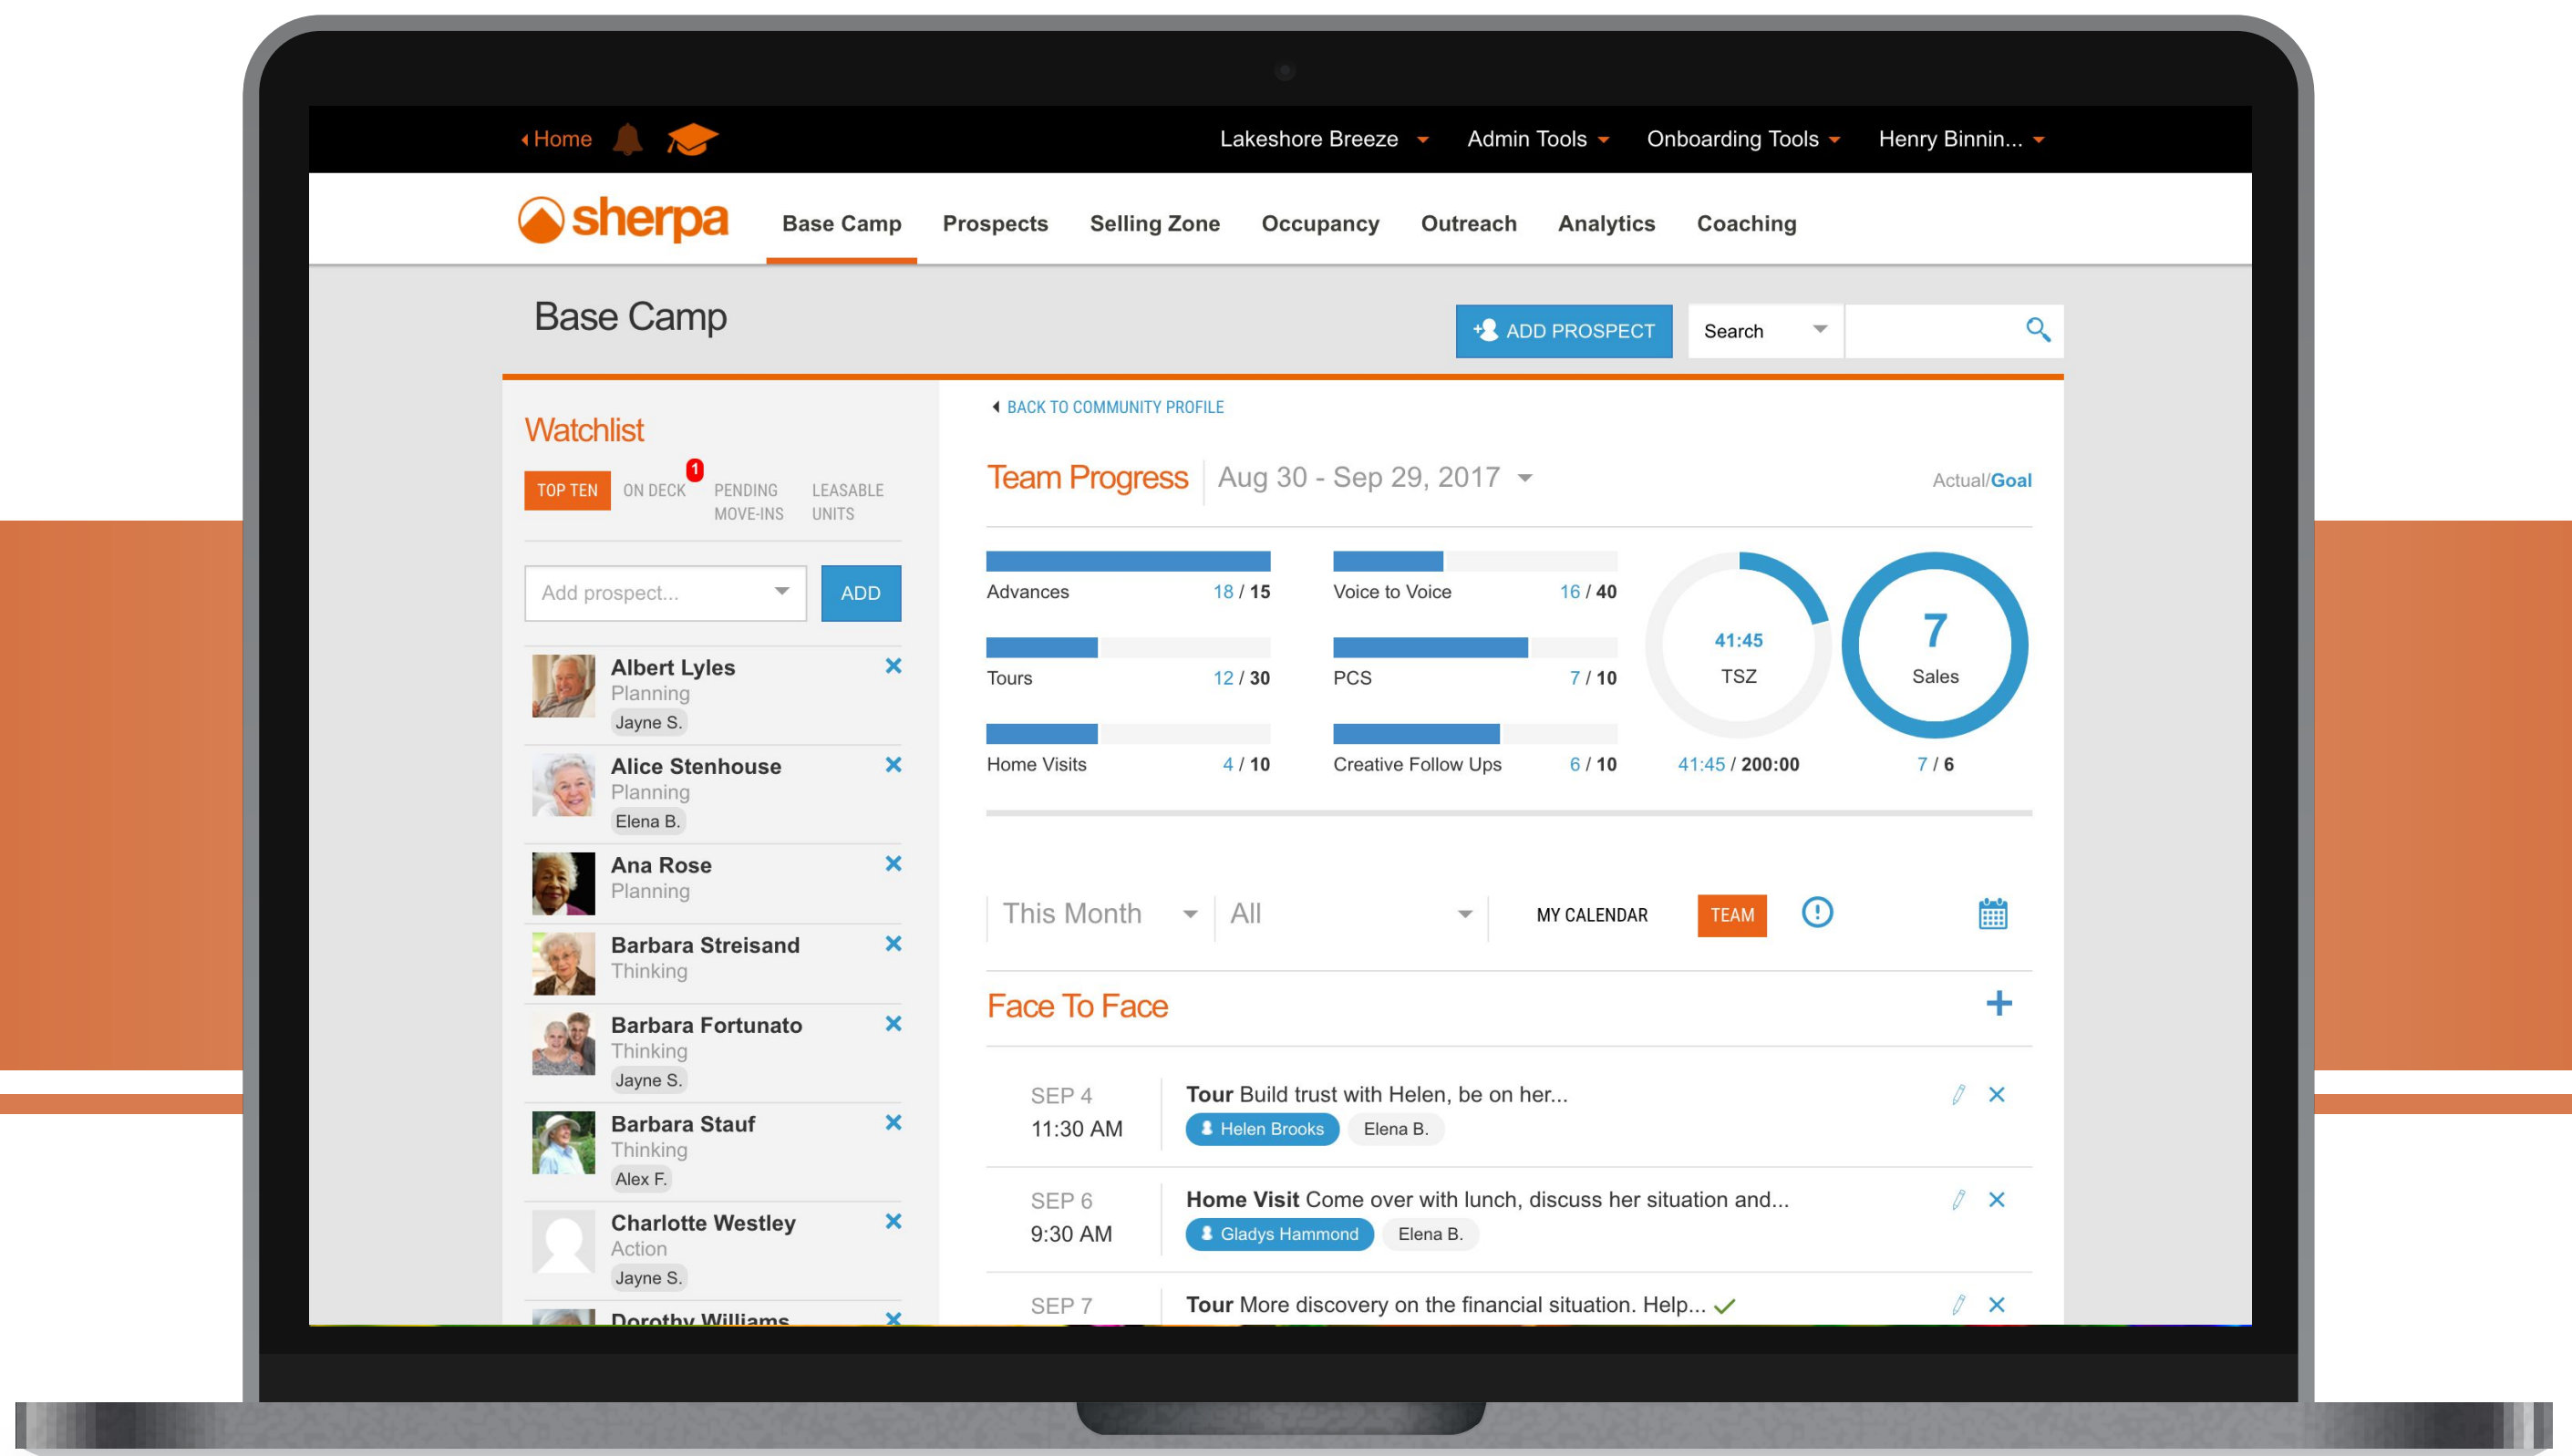 Home
Lakeshore Breeze Admin Tools Onboarding Tools Henry Binnin...
sherpa Base Camp Prospects Selling Zone Occupancy Outreach Analytics Coaching
Base Camp
ADD PROSPECT Search
Watchlist
1
TOP TEN ON DECK PENDING MOVE-INS LEASABLE UNITS
Add prospect... ADD
Albert Lyles
Planning
Jayne S.
Alice Stenhouse
Planning
Elena B.
Ana Rose
Planning
Barbara Streisand
Thinking
Barbara Fortunato
Thinking
Jayne S.
Barbara Stauf
Thinking
Alex F.
Charlotte Westley
Action
Jayne S.
Dorothy Williams
BACK TO COMMUNITY PROFILE
Team Progress Aug 30 - Sep 29, 2017 Actual/Goal
Advances 18 / 15
Voice to Voice 16 / 40
Tours 12 / 30
PCS 7 / 10
Home Visits 4 / 10
Creative Follow Ups 6 / 10
41:45
TSZ
41:45 / 200:00
7
Sales
7 / 6
This Month All MY CALENDAR TEAM
Face To Face
SEP 4 Tour Build trust with Helen, be on her...
11:30 AM Helen Brooks Elena B.
SEP 6 Home Visit Come over with lunch, discuss her situation and...
9:30 AM Gladys Hammond Elena B.
SEP 7 Tour More discovery on the financial situation. Help...